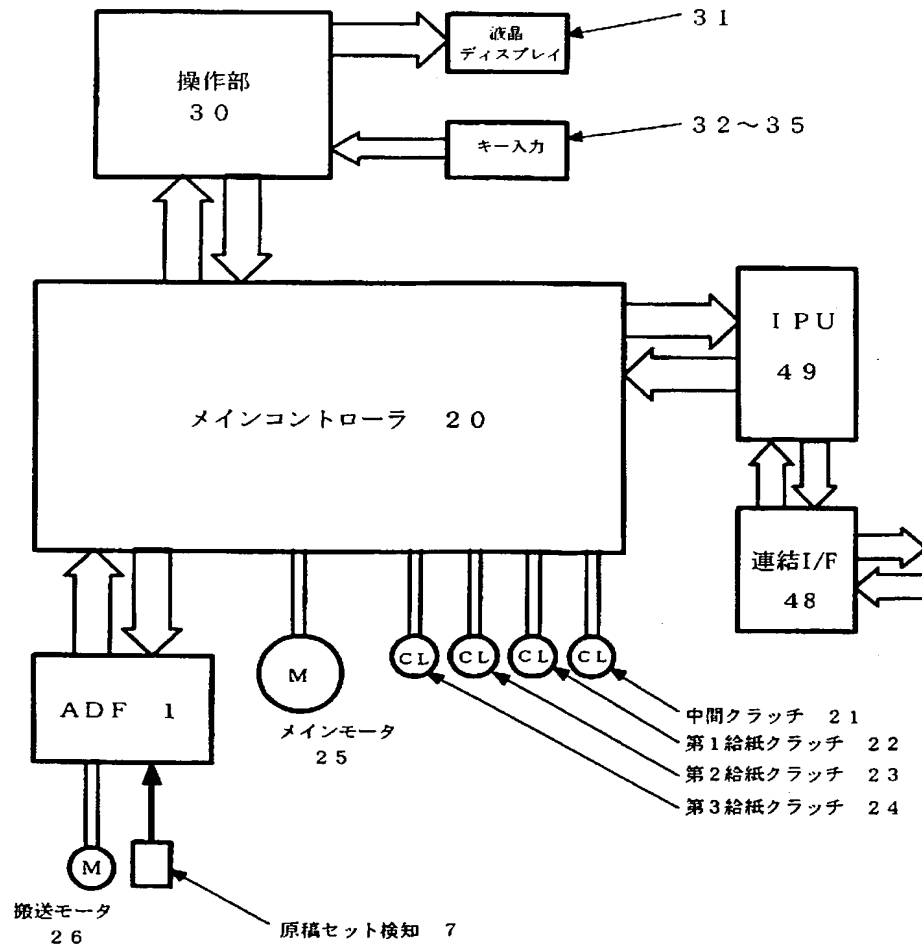 液晶
ディスプレイ
３１
操作部
３０
キー入力
３２～３５
メインコントローラ ２０
ＩＰＵ
４９
連結I/F
４８
ADF １
M
メインモータ
２５
CL
CL
CL
CL
中間クラッチ ２１
第１給紙クラッチ ２２
第２給紙クラッチ ２３
第３給紙クラッチ ２４
M
搬送モータ
２６
原稿セット検知 ７